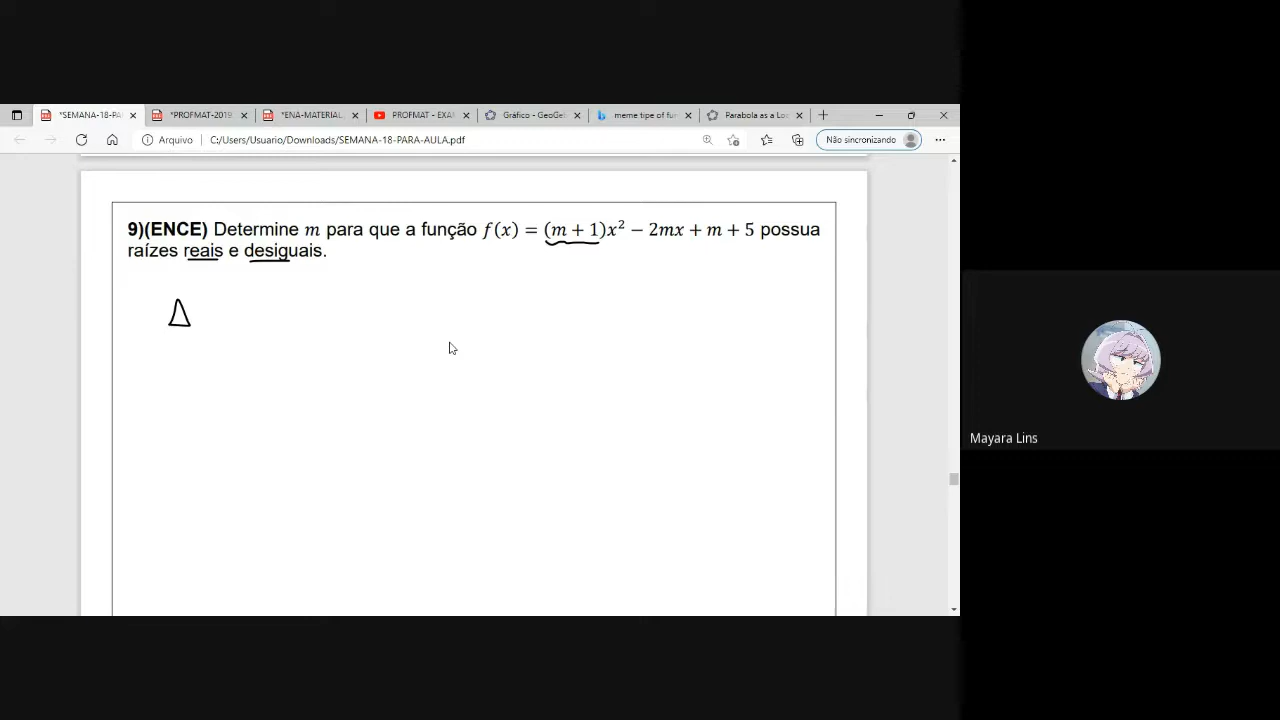 *SEMANA-18-PA
*PROFMAT-2019
*ENA-MATERIAL
PROFMAT - EXA
Gráfico - GeoGel
meme tipe of fur
Parabola as a Lo
Arquivo
C:/Users/Usuario/Downloads/SEMANA-18-PARA-AULA.pdf
Não sincronizando
9)(ENCE) Determine m para que a função f(x) = (m + 1)x² − 2mx + m + 5 possua
raízes reais e desiguais.
Δ
Mayara Lins